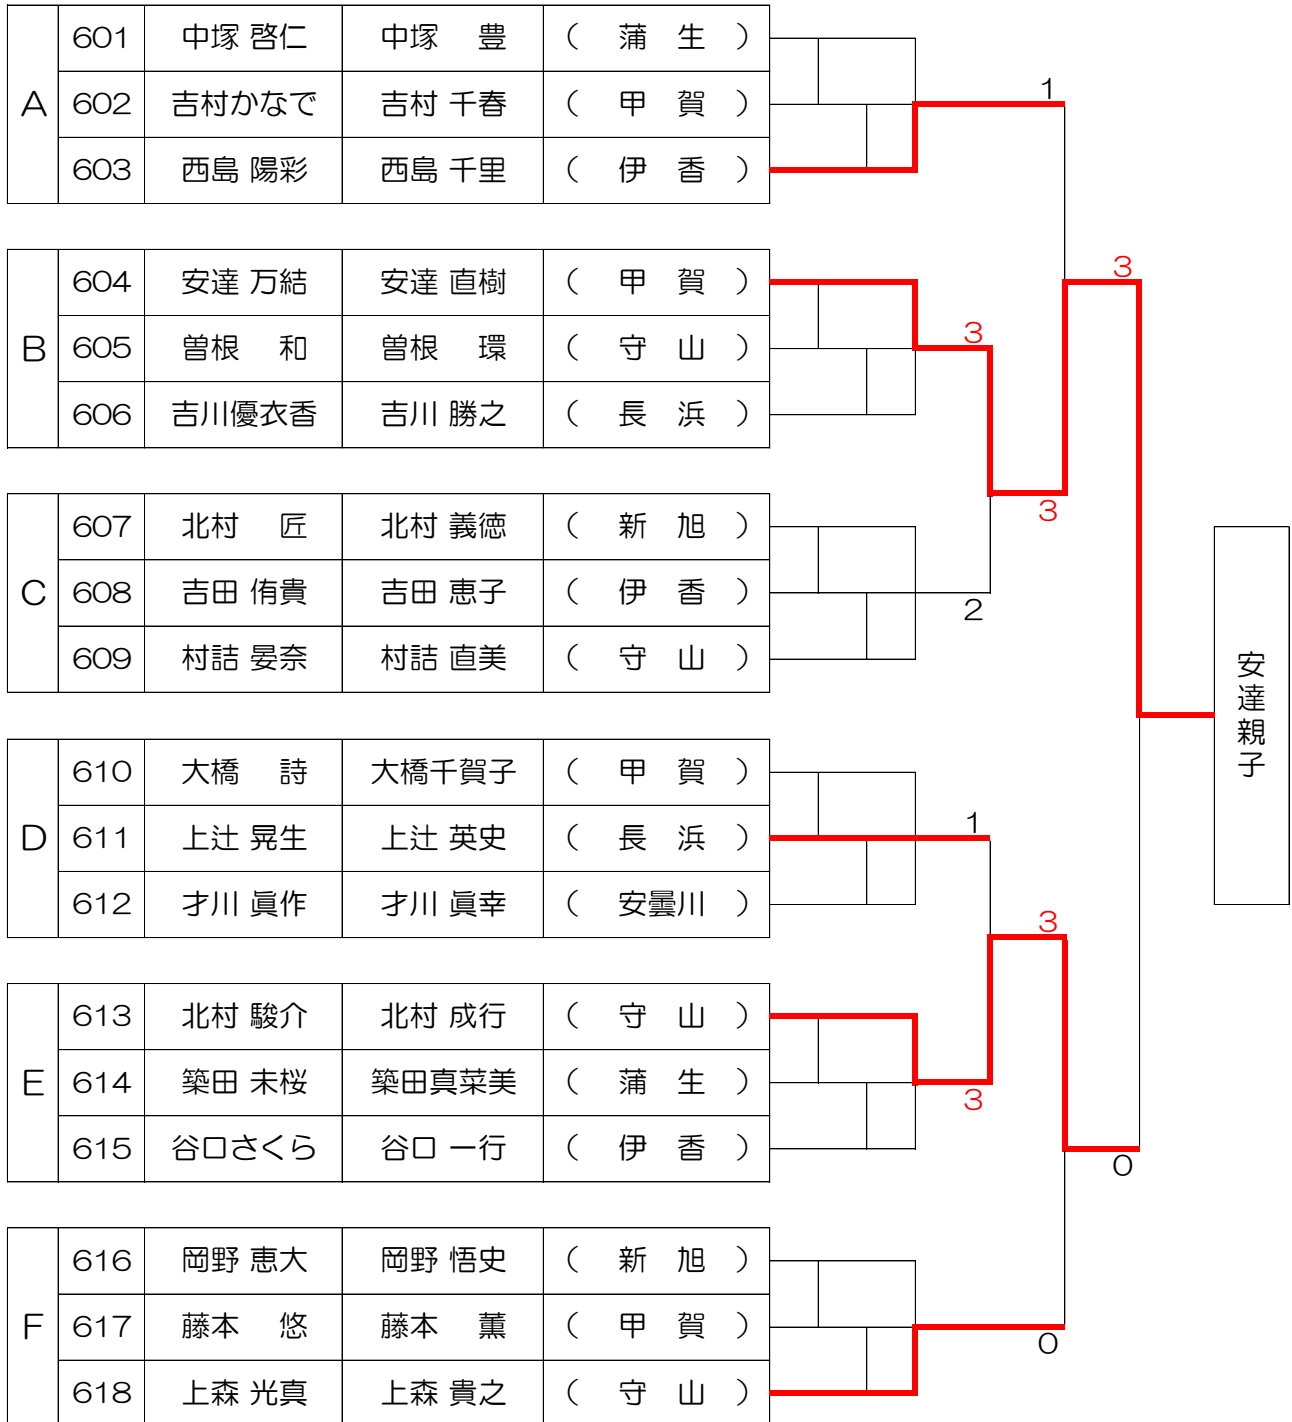 A
601 中塚 啓仁 中塚 豊 （ 蒲 生 ）
602 吉村かなで 吉村 千春 （ 甲 賀 ）
603 西島 陽彩 西島 千里 （ 伊 香 ）
1
B
604 安達 万結 安達 直樹 （ 甲 賀 ）
605 曽根 和 曽根 環 （ 守 山 ）
606 吉川優衣香 吉川 勝之 （ 長 浜 ）
3
3
3
C
607 北村 匠 北村 義徳 （ 新 旭 ）
608 吉田 侑貴 吉田 恵子 （ 伊 香 ）
609 村詰 晏奈 村詰 直美 （ 守 山 ）
2
安達親子
D
610 大橋 詩 大橋千賀子 （ 甲 賀 ）
611 上辻 晃生 上辻 英史 （ 長 浜 ）
612 才川 眞作 才川 眞幸 （ 安曇川 ）
1
3
E
613 北村 駿介 北村 成行 （ 守 山 ）
614 築田 未桜 築田真菜美 （ 蒲 生 ）
615 谷口さくら 谷口 一行 （ 伊 香 ）
3
0
F
616 岡野 恵大 岡野 悟史 （ 新 旭 ）
617 藤本 悠 藤本 薫 （ 甲 賀 ）
618 上森 光真 上森 貴之 （ 守 山 ）
0